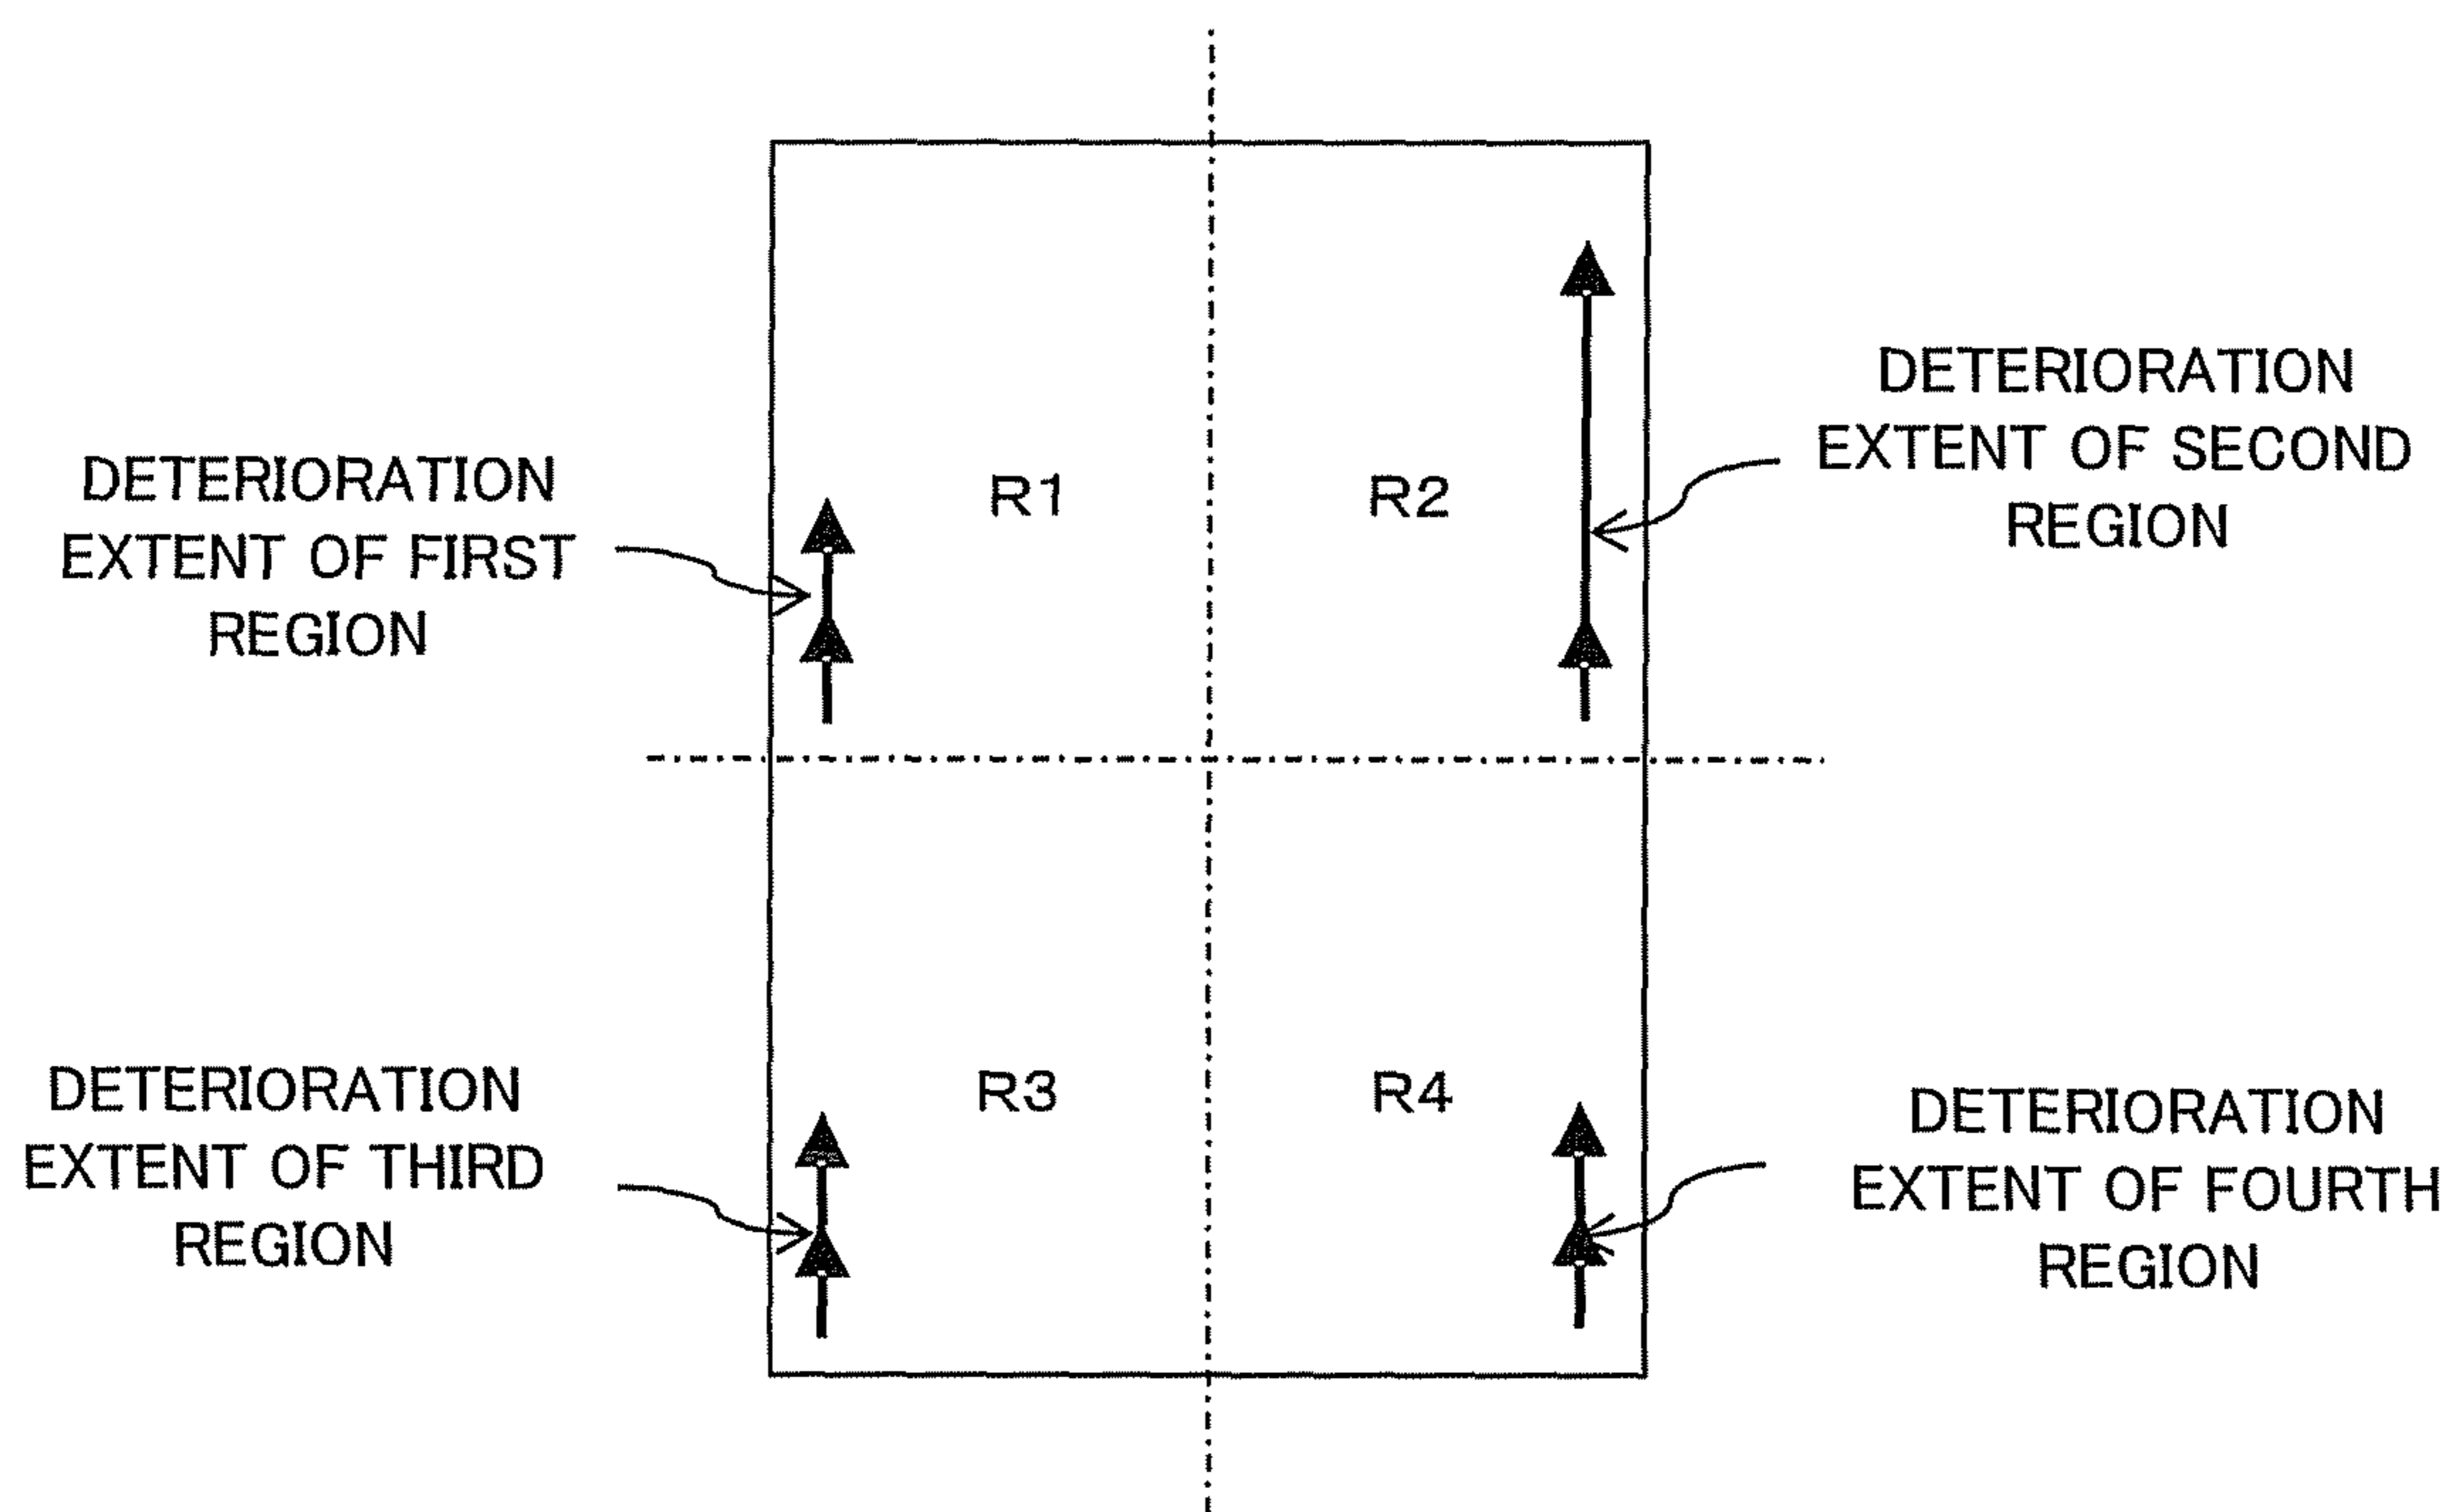 DETERIORATION
EXTENT OF FIRST
REGION
R1
R2
DETERIORATION
EXTENT OF SECOND
REGION
DETERIORATION
EXTENT OF THIRD
REGION
R3
R4
DETERIORATION
EXTENT OF FOURTH
REGION